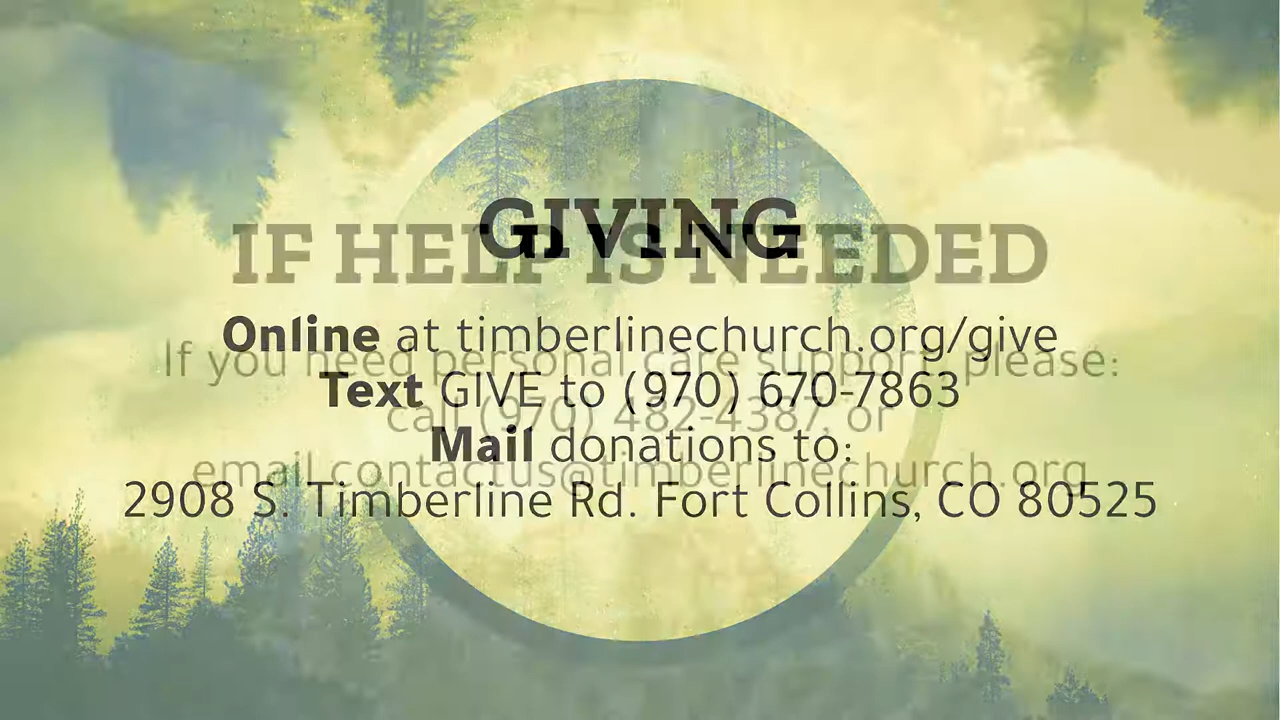 GIVING
Online at timberlinechurch.org/give
Text GIVE to (970) 670-7863
Mail donations to:
2908 S. Timberline Rd. Fort Collins, CO 80525
IF HELP IS NEEDED
If you need personal care support, please:
call (970) 482-4387, or
email contactus@timberlinechurch.org